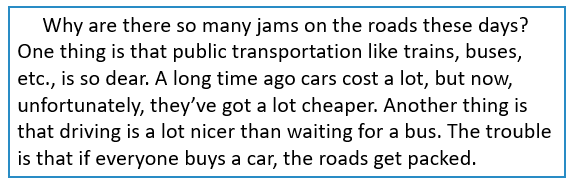 Why are there so many jams on the roads these days?
One thing is that public transportation like trains, buses,
etc., is so dear. A long time ago cars cost a lot, but now,
unfortunately, they’ve got a lot cheaper. Another thing is
that driving is a lot nicer than waiting for a bus. The trouble
is that if everyone buys a car, the roads get packed.